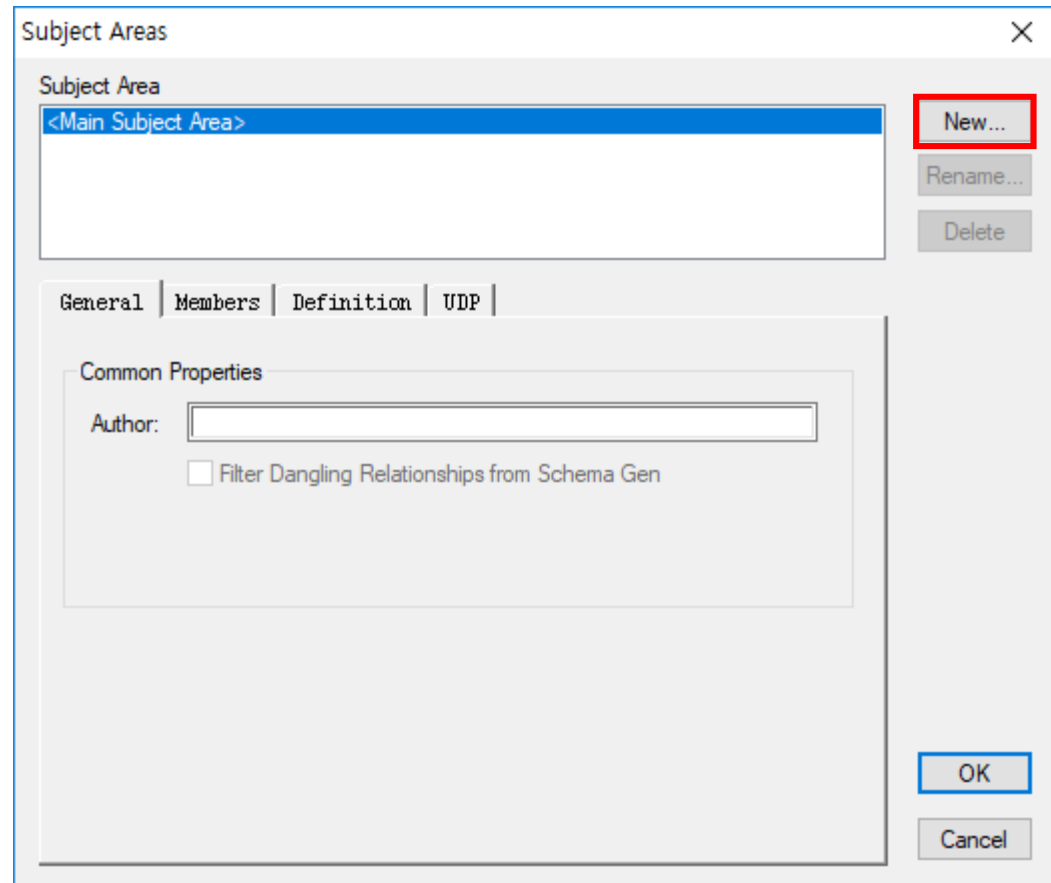 Subject Areas
Subject Area
<Main Subject Area>
New...
Rename...
Delete
General Members Definition UDP
Common Properties
Author:
Filter Dangling Relationships from Schema Gen
OK
Cancel